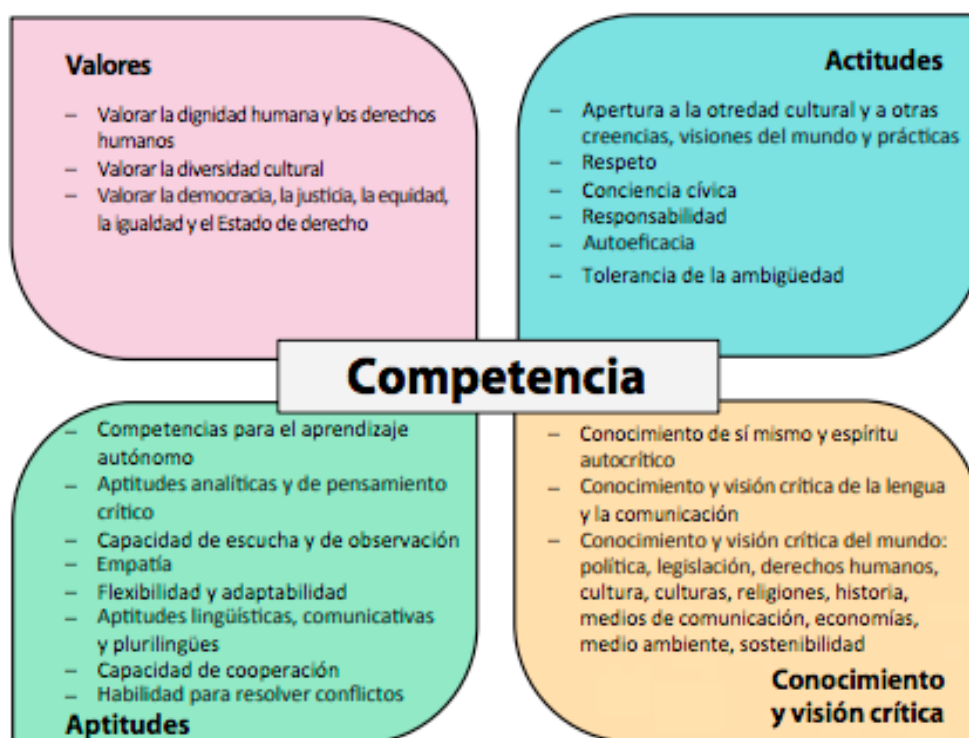 Valores
– Valorar la dignidad humana y los derechos
humanos
– Valorar la diversidad cultural
– Valorar la democracia, la justicia, la equidad,
la igualdad y el Estado de derecho
Actitudes
– Apertura a la otredad cultural y a otras
creencias, visiones del mundo y prácticas
– Respeto
– Conciencia cívica
– Responsabilidad
– Autoeficacia
– Tolerancia de la ambigüedad
Competencia
– Competencias para el aprendizaje
autónomo
– Aptitudes analíticas y de pensamiento
crítico
– Capacidad de escucha y de observación
– Empatía
– Flexibilidad y adaptabilidad
– Aptitudes lingüísticas, comunicativas
y plurilingües
– Capacidad de cooperación
– Habilidad para resolver conflictos
Aptitudes
– Conocimiento de sí mismo y espíritu
autocrítico
– Conocimiento y visión crítica de la lengua
y la comunicación
– Conocimiento y visión crítica del mundo:
política, legislación, derechos humanos,
cultura, culturas, religiones, historia,
medios de comunicación, economías,
medio ambiente, sostenibilidad
Conocimiento
y visión crítica